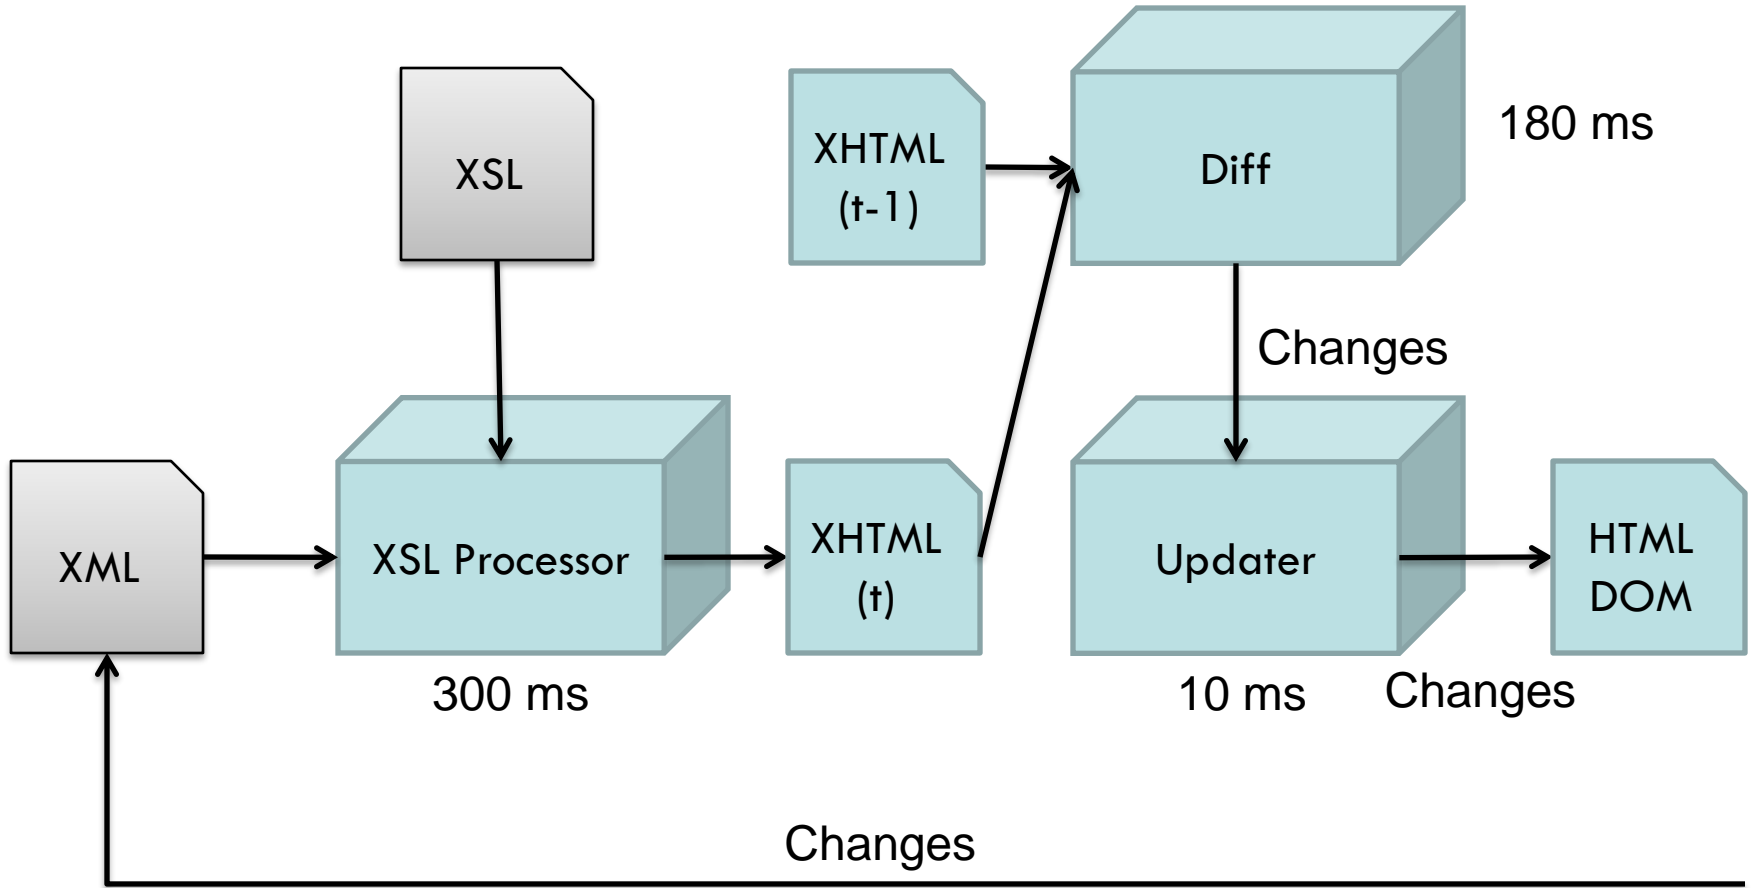 XSL
XHTML
(t-1)
Diff
180 ms
Changes
XML
XSL Processor
XHTML
(t)
Updater
HTML
DOM
300 ms
10 ms
Changes
Changes